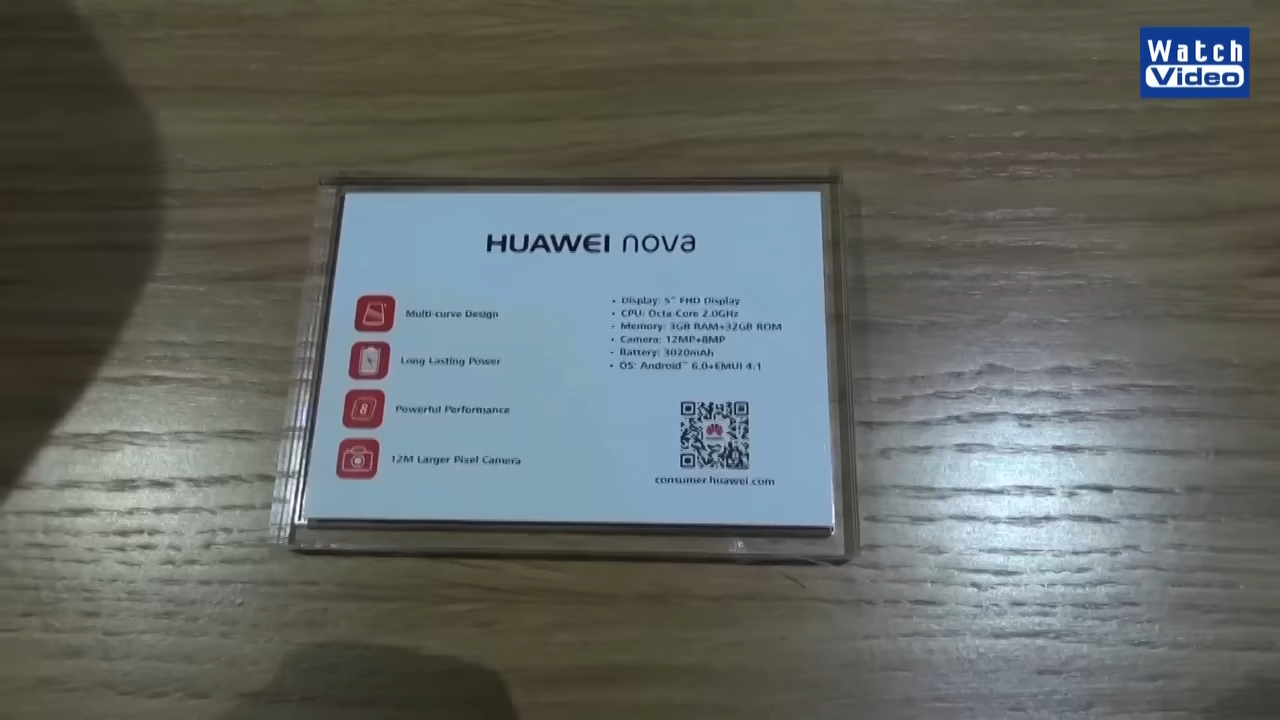 Watch
Video
HUAWEI nova
Multi-curve Design
Long Lasting Power
8
Powerful Performance
12M Larger Pixel Camera
• Display: 5" FHD Display
• CPU: Octa-Core 2.0GHz
• Memory: 3GB RAM+32GB ROM
• Camera: 12MP+8MP
• Battery: 3020mAh
• OS: Android™ 6.0+EMUI 4.1
consumer.huawei.com